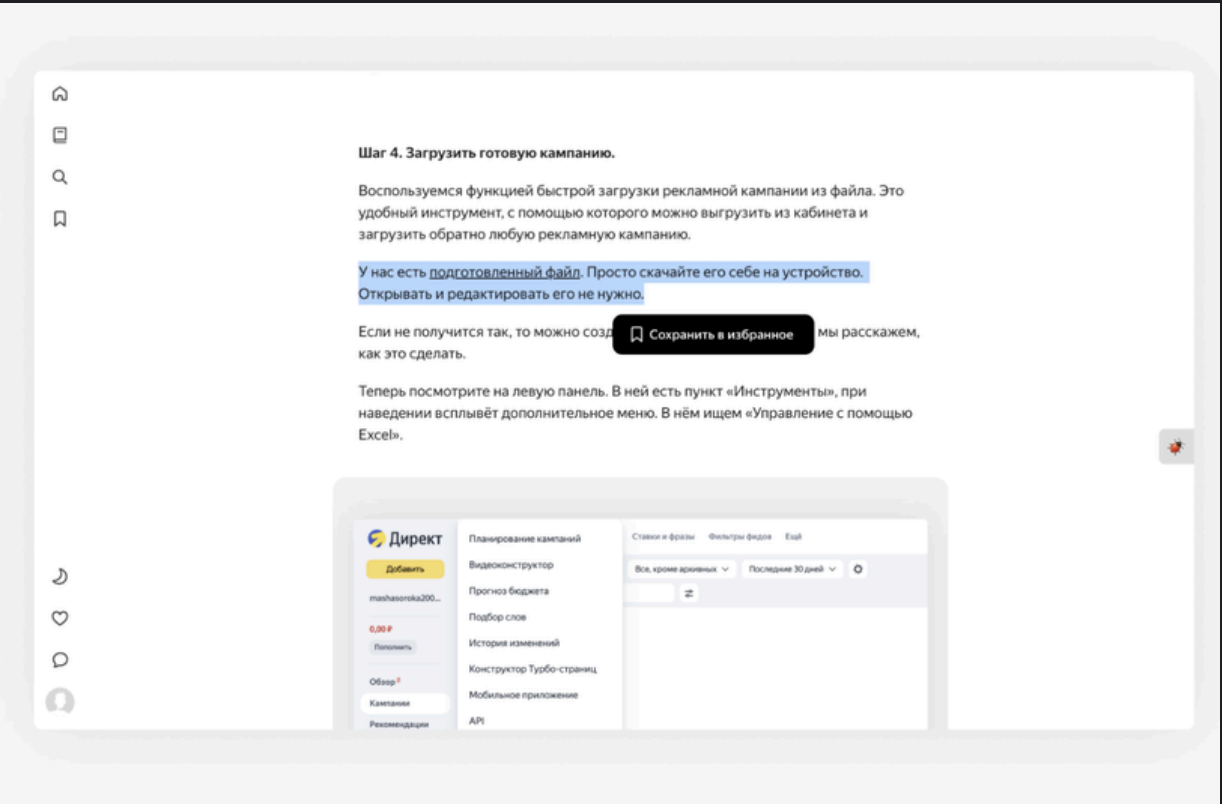 Шаг 4. Загрузить готовую кампанию.
Воспользуемся функцией быстрой загрузки рекламной кампании из файла. Это
удобный инструмент, с помощью которого можно выгрузить из кабинета и
загрузить обратно любую рекламную кампанию.
У нас есть подготовленный файл. Просто скачайте его себе на устройство.
Открывать и редактировать его не нужно.
Если не получится так, то можно созд
Сохранить в избранное
мы расскажем,
как это сделать.
Теперь посмотрите на левую панель. В ней есть пункт «Инструменты», при
наведении всплывёт дополнительное меню. В нём ищем «Управление с помощью
Excel».
Директ
Добавить
mashasoroka200...
0,00 ₽
Пополнить
Обзор
Кампании
Рекомендации
Планирование кампаний
Видеоконструктор
Прогноз бюджета
Подбор слов
История изменений
Конструктор Турбо-страниц
Мобильное приложение
API
Ставки и фразы Фильтры фидов Ещё
Все, кроме архивных Последние 30 дней